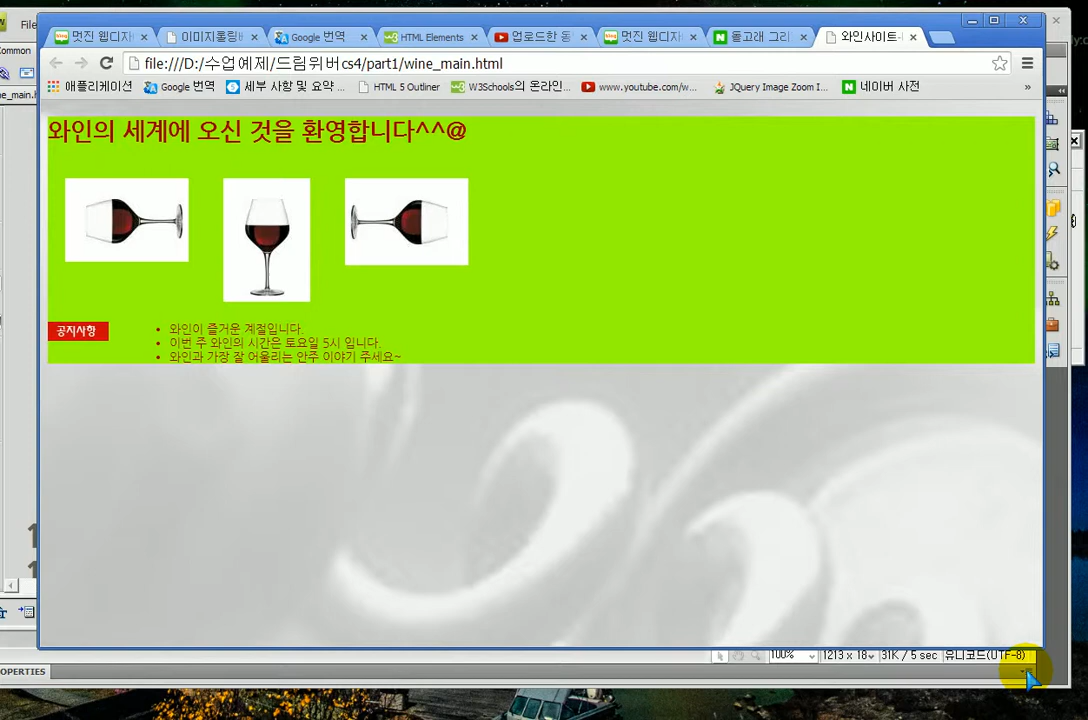 File
멋진 웹디자
이미지롤링
Google 번역
HTML Elements
업로드한 동
멋진 웹디자
돌고래 그리
와인사이트
file:///D:/수업예제/드림위버cs4/part1/wine_main.html
애플리케이션
Google 번역
세부 사항 및 요약 ...
HTML 5 Outliner
W3Schools의 온라인...
www.youtube.com/w...
JQuery Image Zoom I...
네이버 사전
»
와인의 세계에 오신 것을 환영합니다^^@
공지사항
와인이 즐거운 계절입니다.
이번 주 와인의 시간은 토요일 5시 입니다.
와인과 가장 잘 어울리는 안주 이야기 주세요~
100%
1213 x 18
31K / 5 sec
유니코드(UTF-8)
OPERTIES